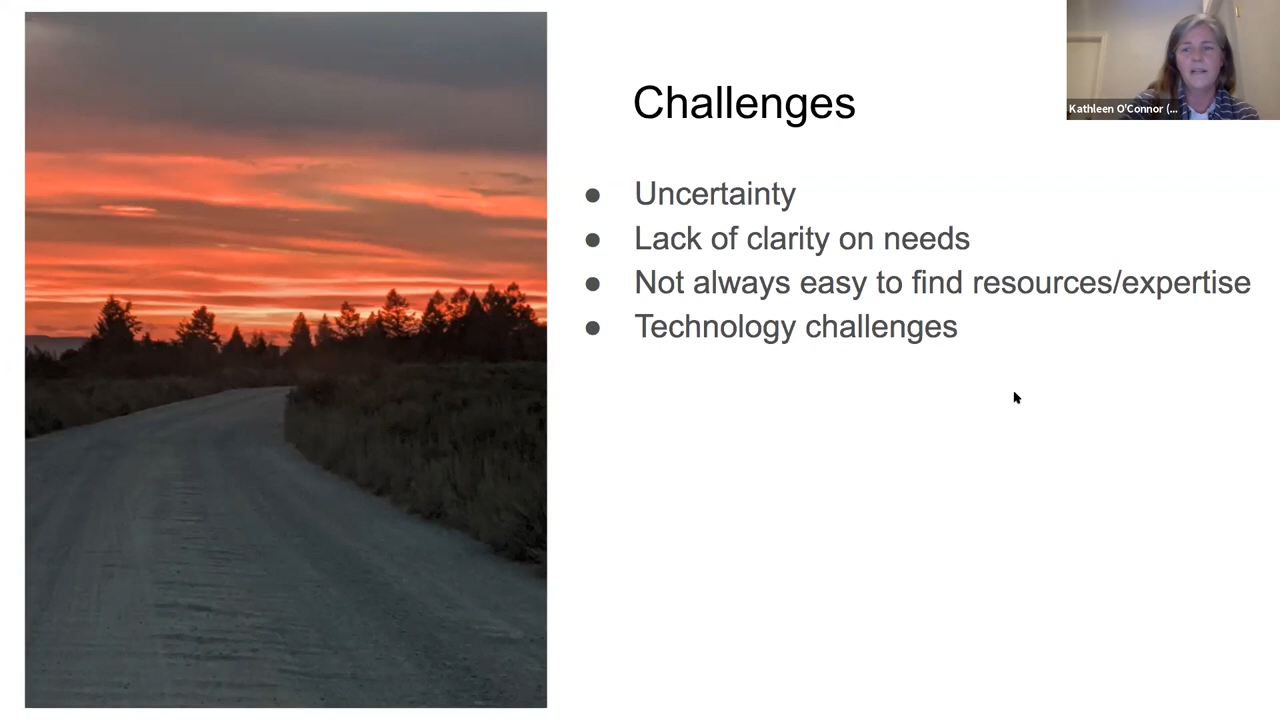 Challenges
Kathleen O'Connor (...
● Uncertainty
● Lack of clarity on needs
● Not always easy to find resources/expertise
● Technology challenges